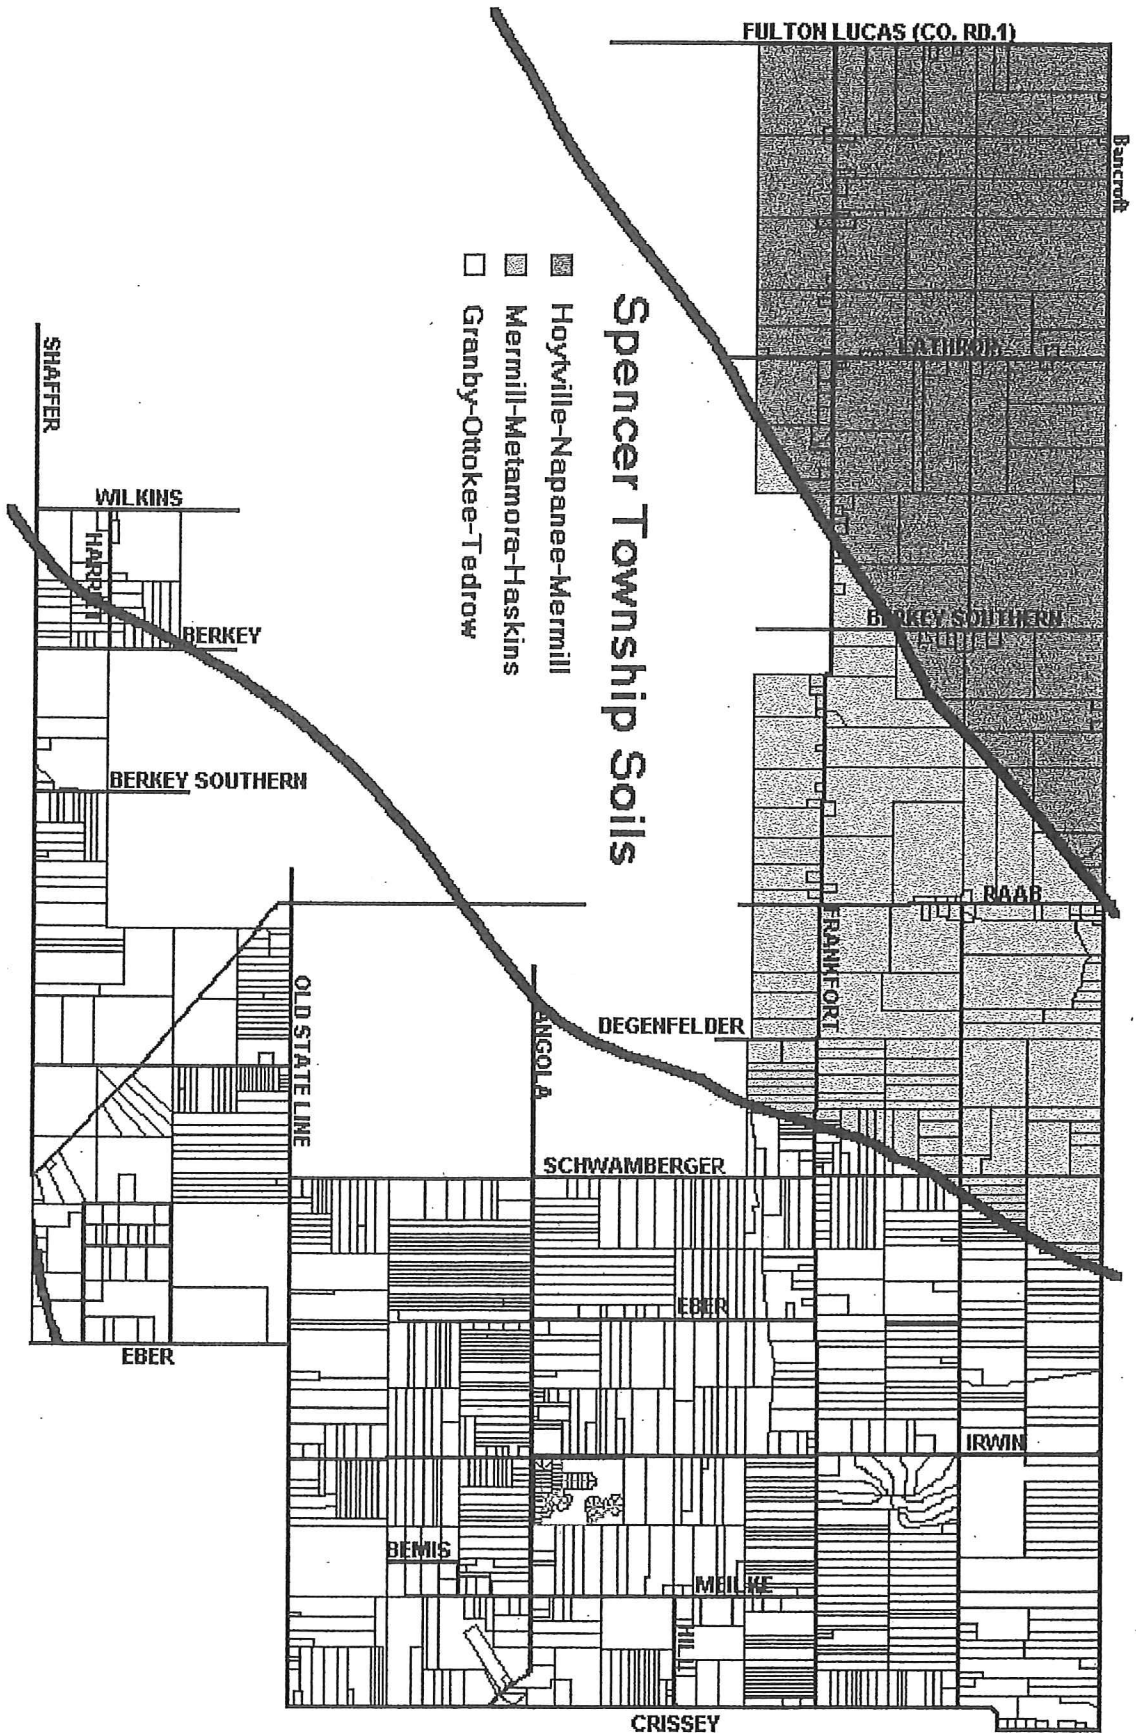 FULTON LUCAS (CO. RD.1)
Bancroft
LATHROP
Spencer Township Soils
Hoytville-Napanee-Mermill
Mermill-Metamora-Haskins
Granby-Ottokee-Tedrow
SHAFFER
WILKINS
HARRIT
BERKEY
BERKEY SOUTHERN
BERKEY SOUTHERN
RAAB
FRANKFORT
OLD STATE LINE
ANGOLA
DEGENFELDER
SCHWAMBERGER
EBER
EBER
IRWIN
BEMIS
MEILKE
HILL
CRISSEY